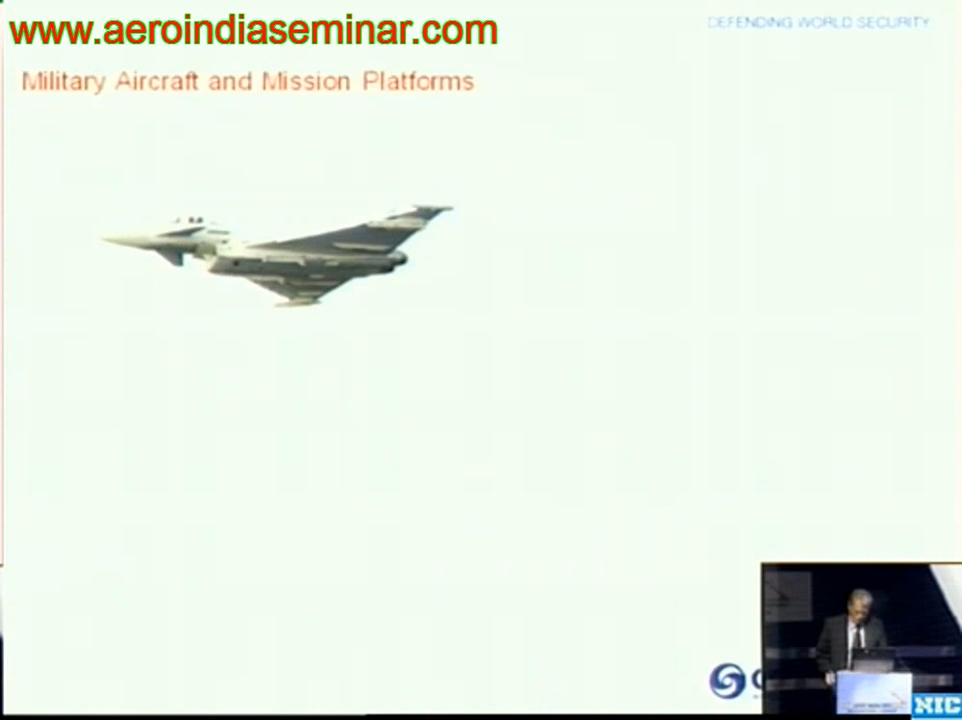 www.aeroindiaseminar.com
DEFENDING WORLD SECURITY
Military Aircraft and Mission Platforms
NIC